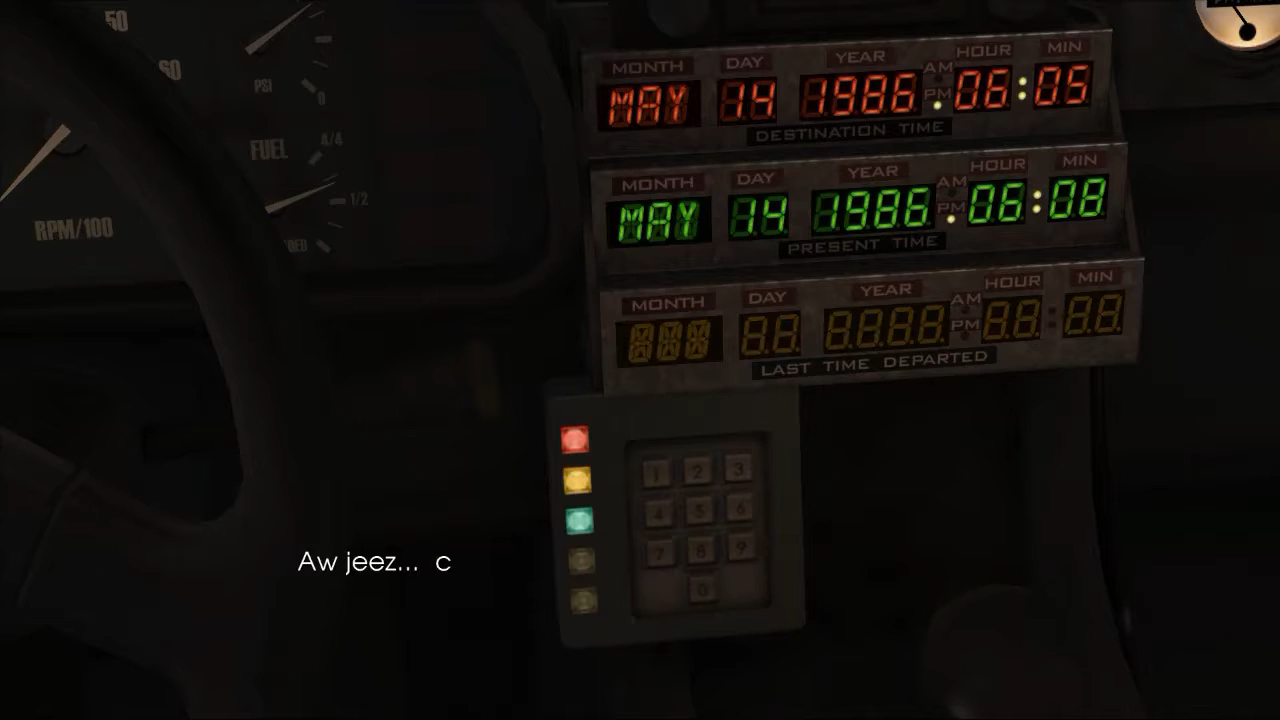 50
60
PSI
0
FUEL
4/4
1/2
RPM/100
MONTH DAY YEAR AM PM HOUR MIN
MAY 14 1986 06:05
DESTINATION TIME
MONTH DAY YEAR AM PM HOUR MIN
MAY 14 1986 06:08
PRESENT TIME
MONTH DAY YEAR AM PM HOUR MIN
LAST TIME DEPARTED
1 2 3
4 5 6
7 8 9
0
Aw jeez... c